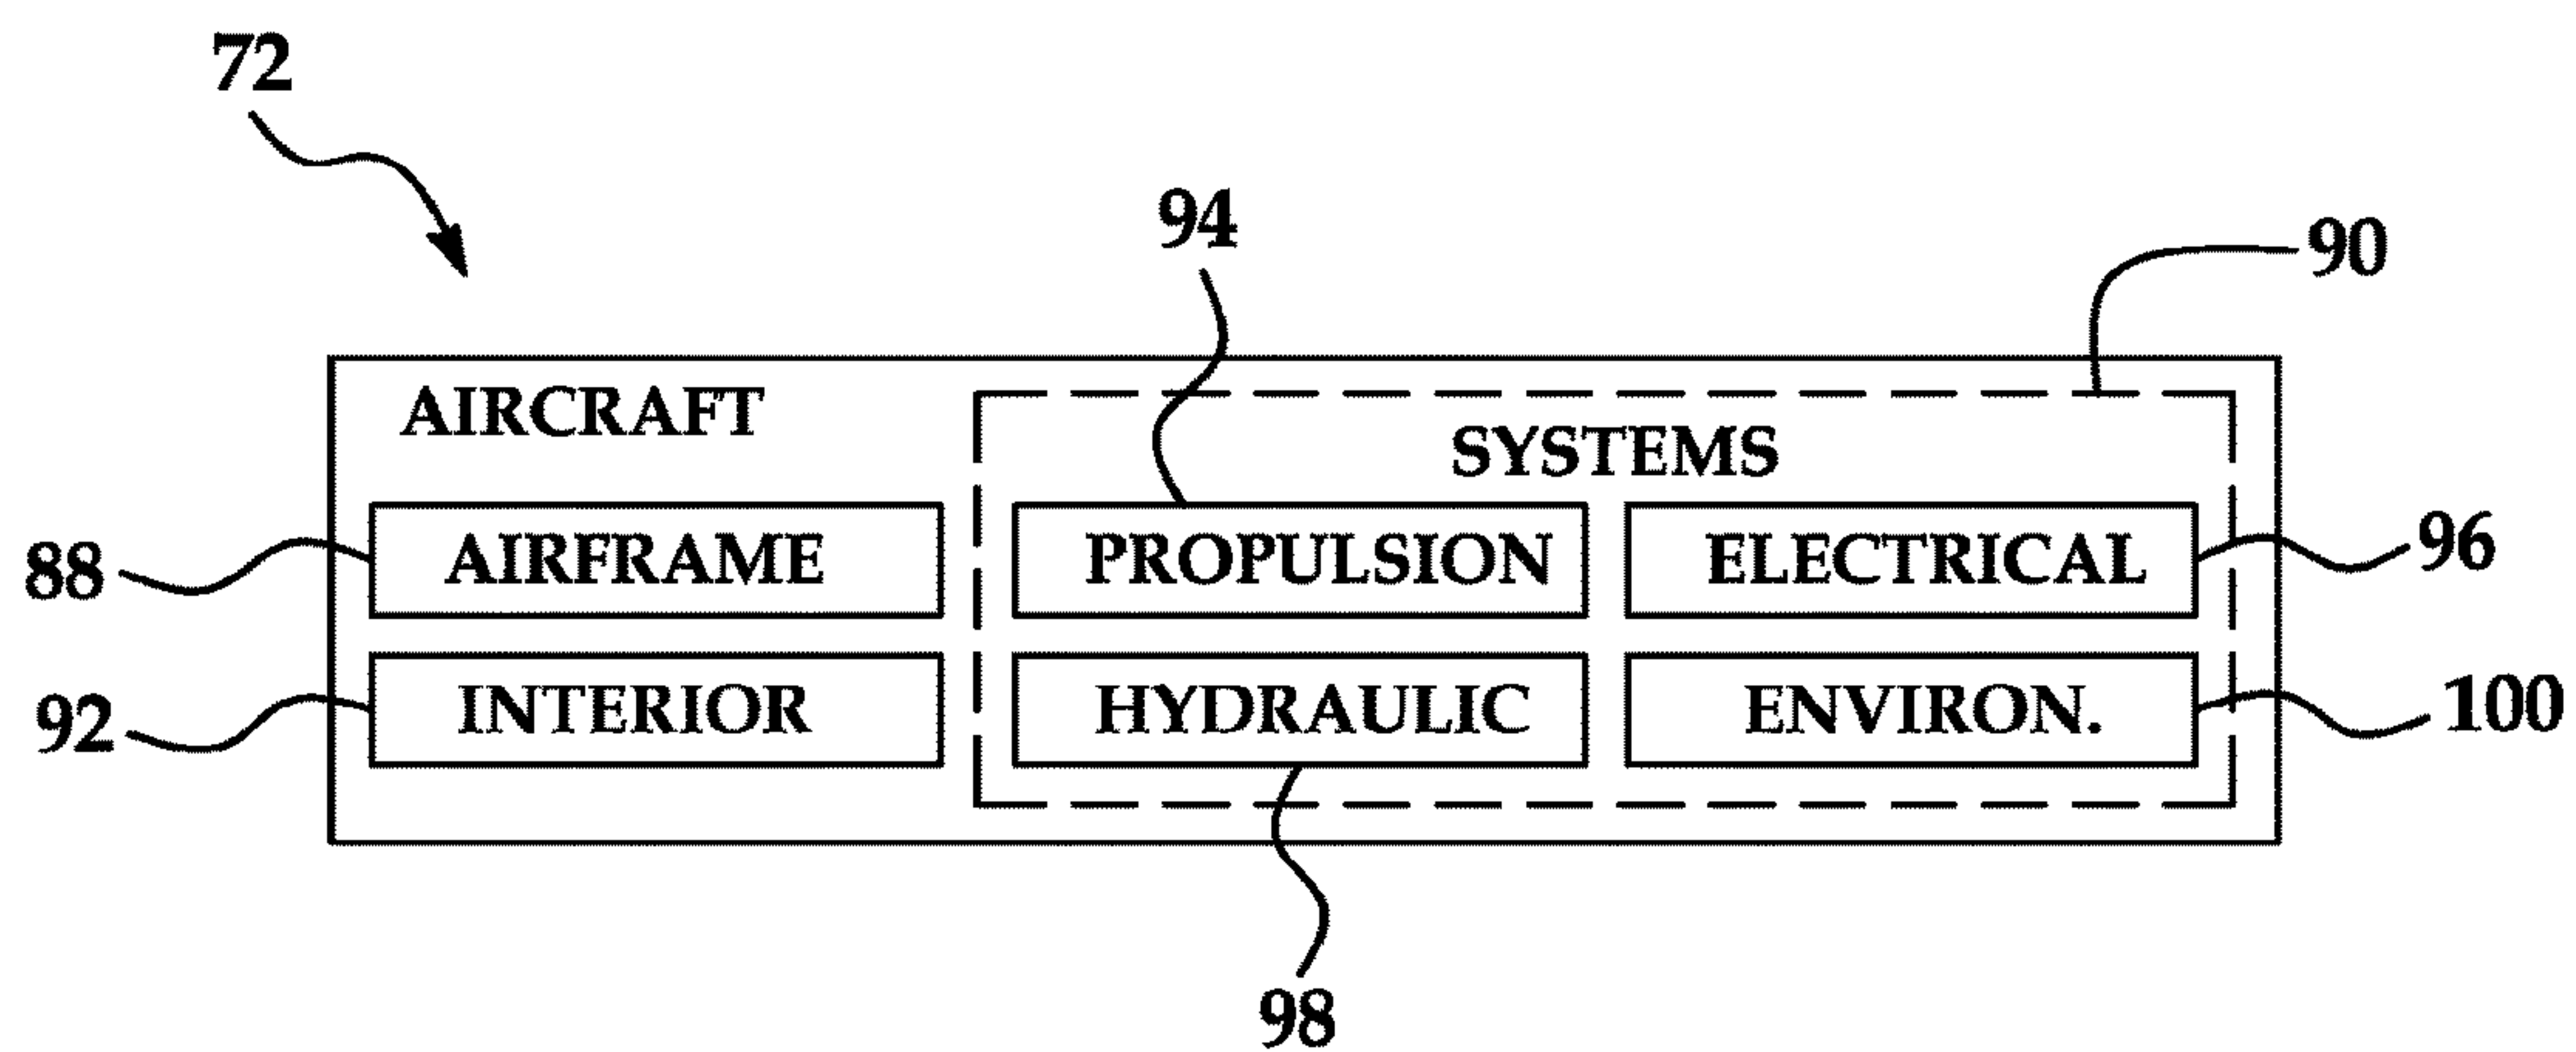 72
94
90
AIRCRAFT
SYSTEMS
88 AIRFRAME PROPULSION ELECTRICAL 96
92 INTERIOR HYDRAULIC ENVIRON. 100
98